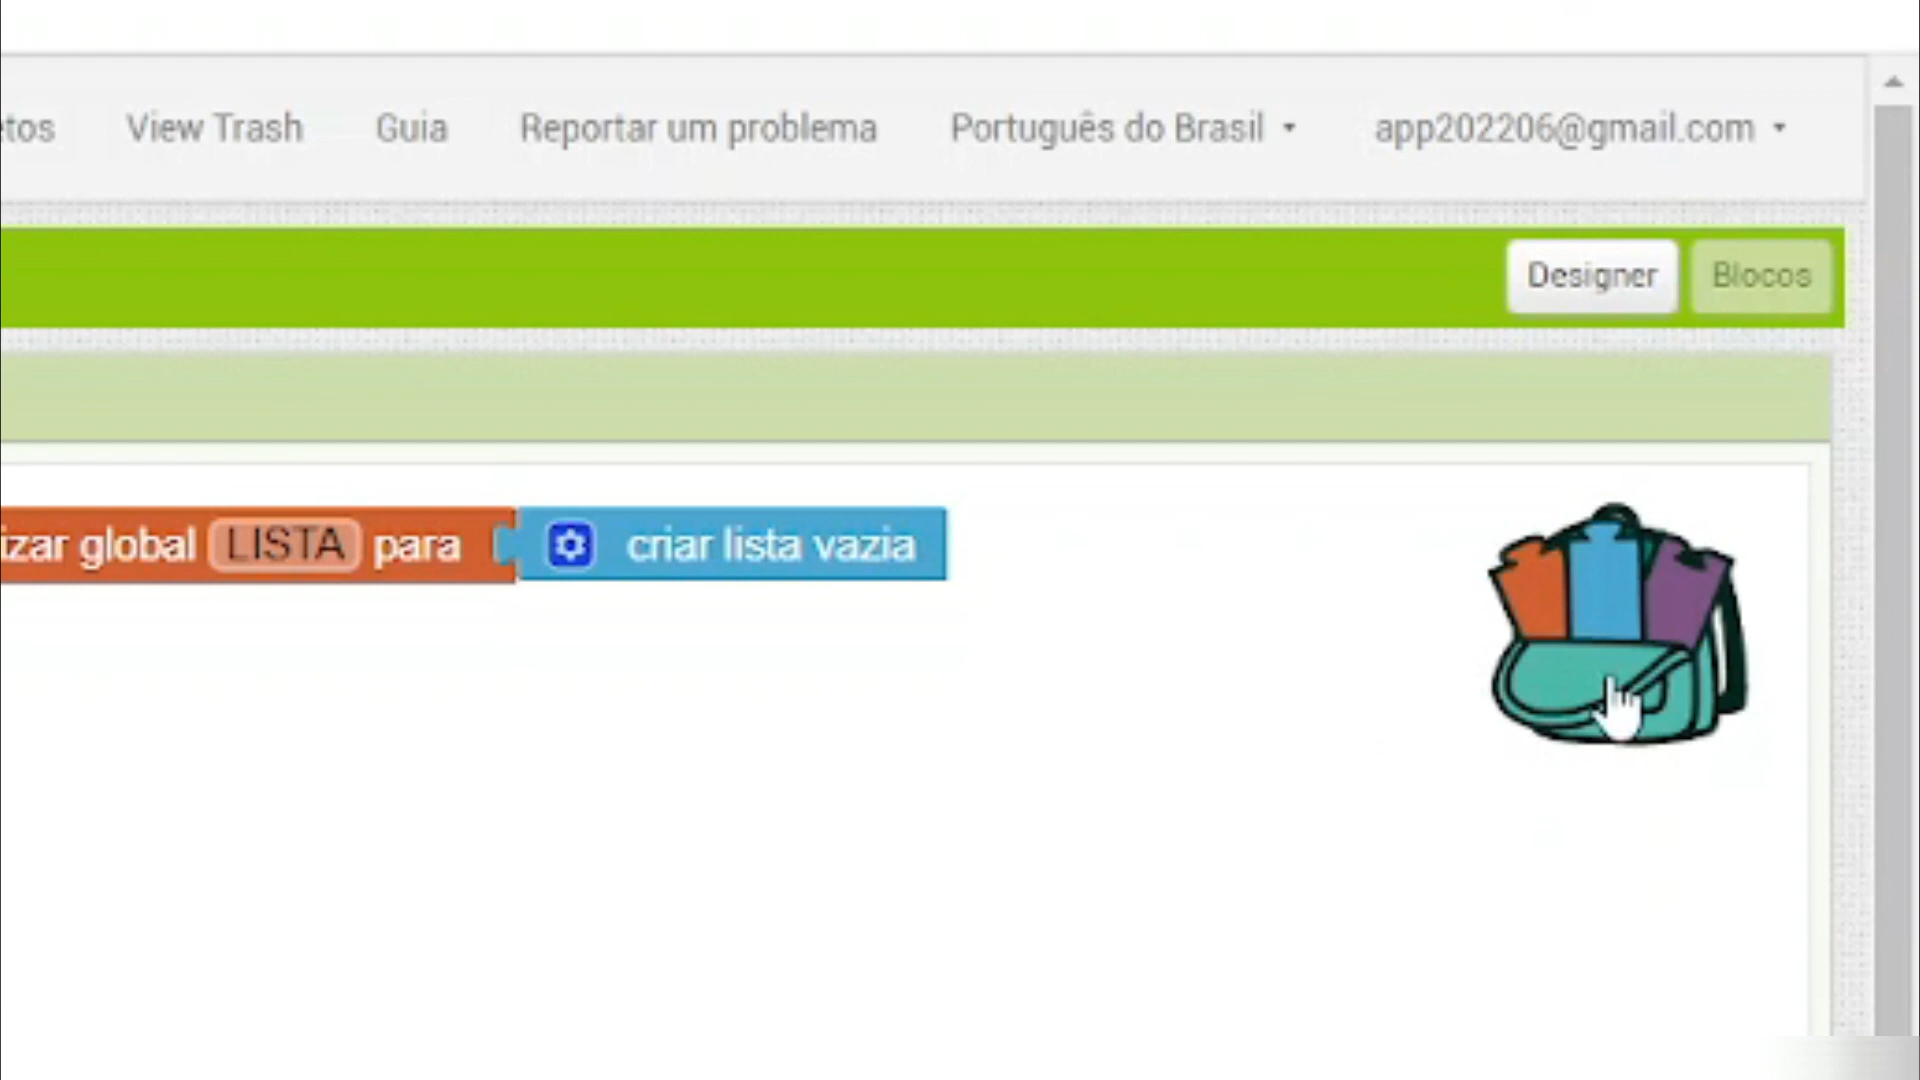 etos View Trash Guia Reportar um problema Português do Brasil app202206@gmail.com
Designer Blocos
izar global LISTA para criar lista vazia